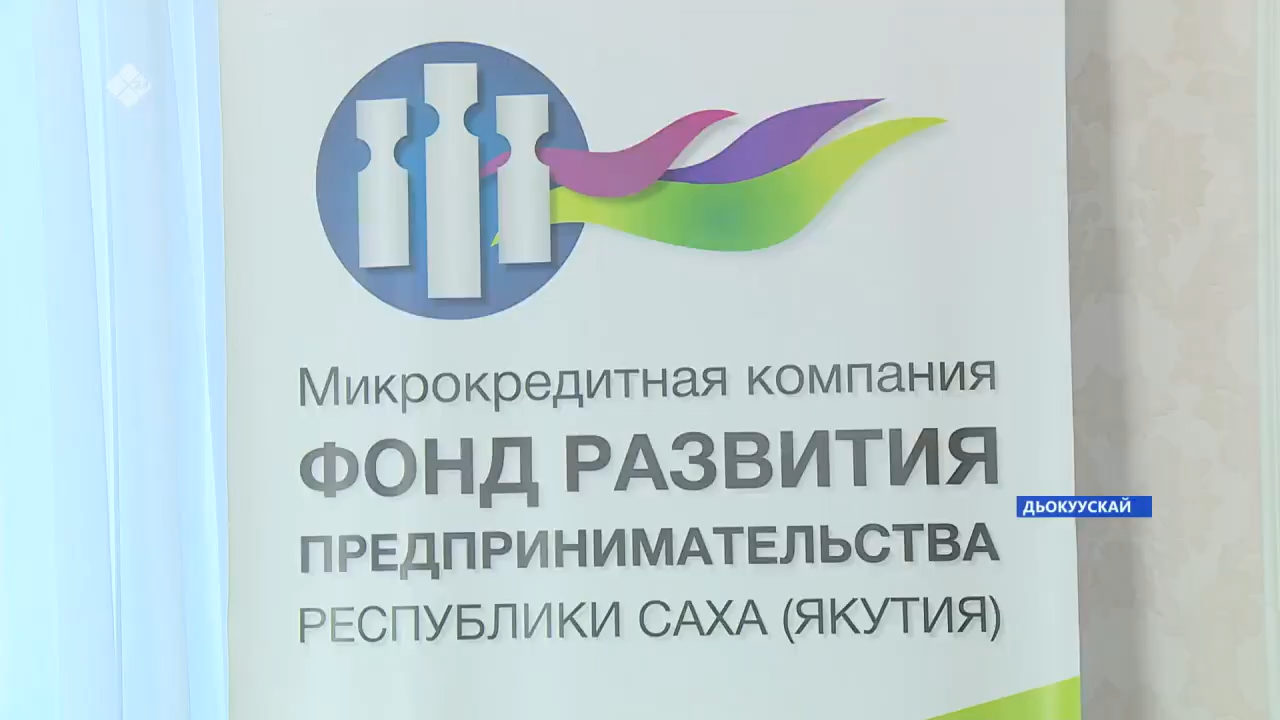 Микрокредитная компания
ФОНД РАЗВИТИЯ
ПРЕДПРИНИМАТЕЛЬСТВА
РЕСПУБЛИКИ САХА (ЯКУТИЯ)
ДЬОКУУСКАЙ